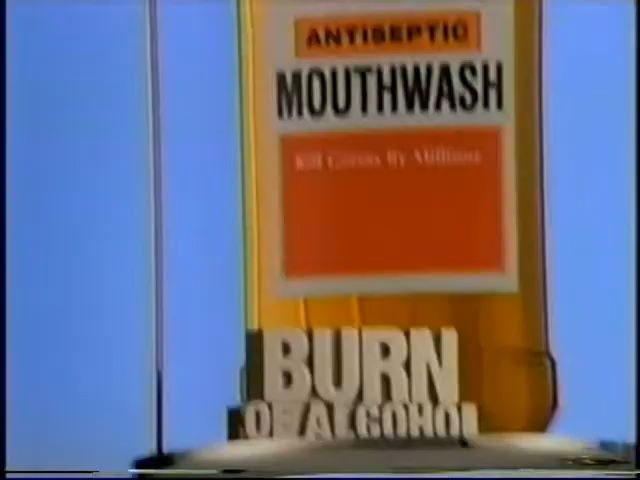 ANTISEPTIC
MOUTHWASH
Kill Germs By Millions
BURN
OF ALCOHOL